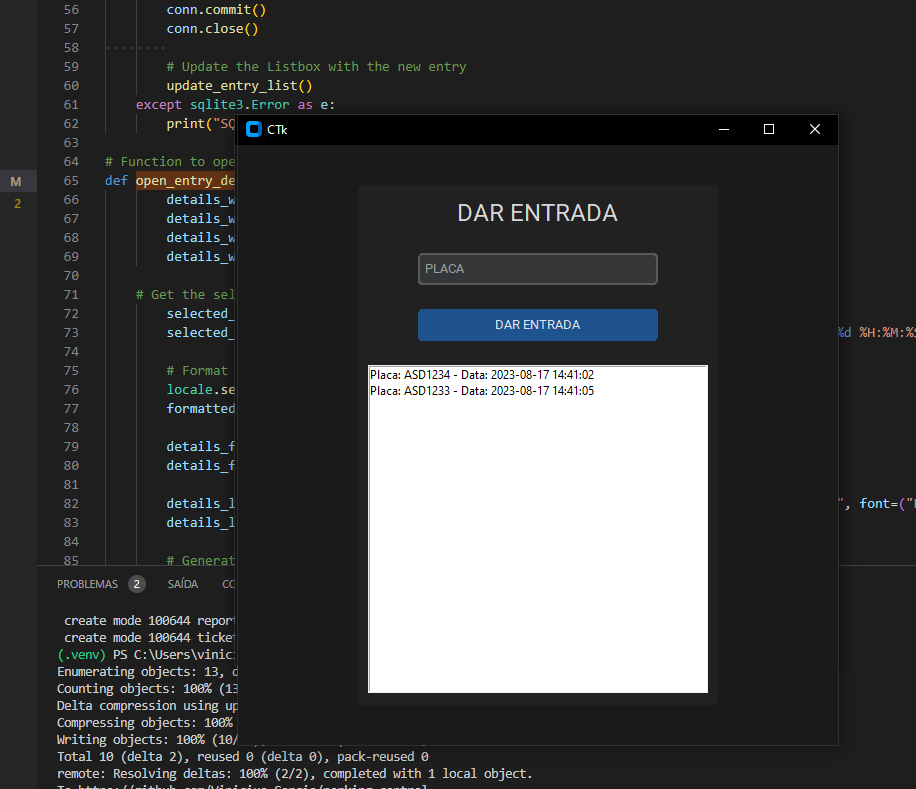 56 conn.commit()
57 conn.close()
58
59 # Update the Listbox with the new entry
60 update_entry_list()
61 except sqlite3.Error as e:
62 print("SQ
63
64 # Function to ope
65 def open_entry_de
66 details_w
67 details_w
68 details_w
69 details_w
70
71 # Get the sel
72 selected_
73 selected_ %d %H:%M:%S
74
75 # Format
76 locale.se
77 formatted
78
79 details_f
80 details_f
81
82 details_l ", font=("
83 details_l
84
85 # Generat
M
2
CTk
DAR ENTRADA
PLACA
DAR ENTRADA
Placa: ASD1234 - Data: 2023-08-17 14:41:02
Placa: ASD1233 - Data: 2023-08-17 14:41:05
PROBLEMAS 2 SAÍDA CO
create mode 100644 report
create mode 100644 ticket
(.venv) PS C:\Users\vinici
Enumerating objects: 13, d
Counting objects: 100% (13
Delta compression using up
Compressing objects: 100%
Writing objects: 100% (10/
Total 10 (delta 2), reused 0 (delta 0), pack-reused 0
remote: Resolving deltas: 100% (2/2), completed with 1 local object.